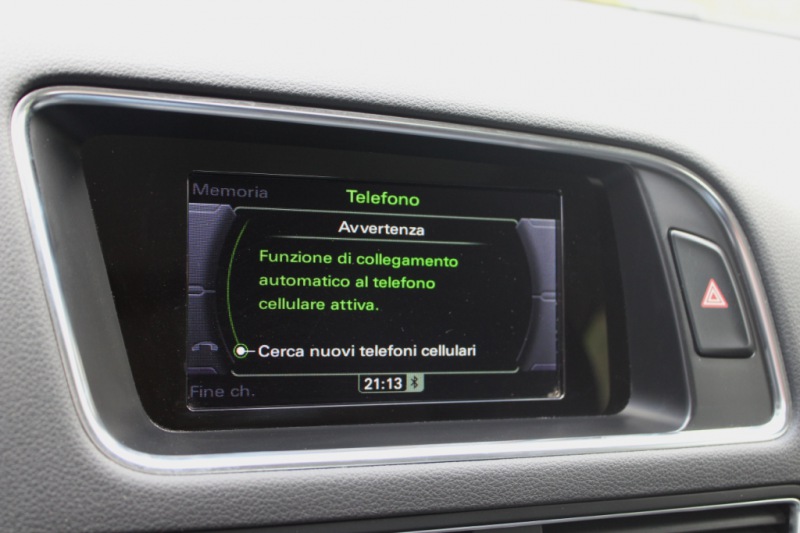 Memoria
Telefono
Avvertenza
Funzione di collegamento
automatico al telefono
cellulare attiva.
Cerca nuovi telefoni cellulari
21:13
Fine ch.